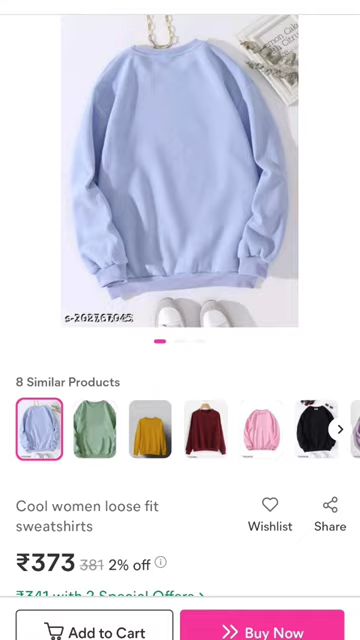 8 Similar Products
Cool women loose fit
sweatshirts
Wishlist
Share
₹373 381 2% off
₹341 with 2 Special Offers
Add to Cart
Buy Now